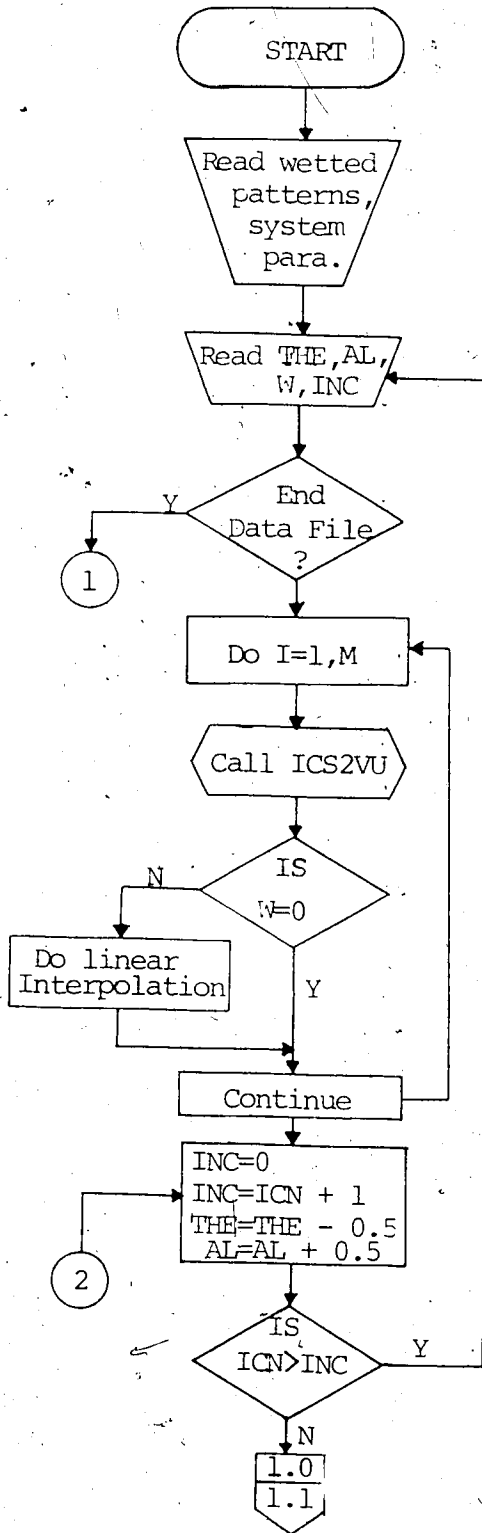 START
Read wetted
patterns,
system
para.
Read THE,AL,
W,INC
Y
End
Data File
?
1
Do I=1,M
Call ICS2VU
N
IS
W=0
Do linear
Interpolation
Y
Continue
INC=0
INC=ICN + 1
THE=THE - 0.5
AL=AL + 0.5
2
IS
ICN>INC
Y
N
1.0
1.1